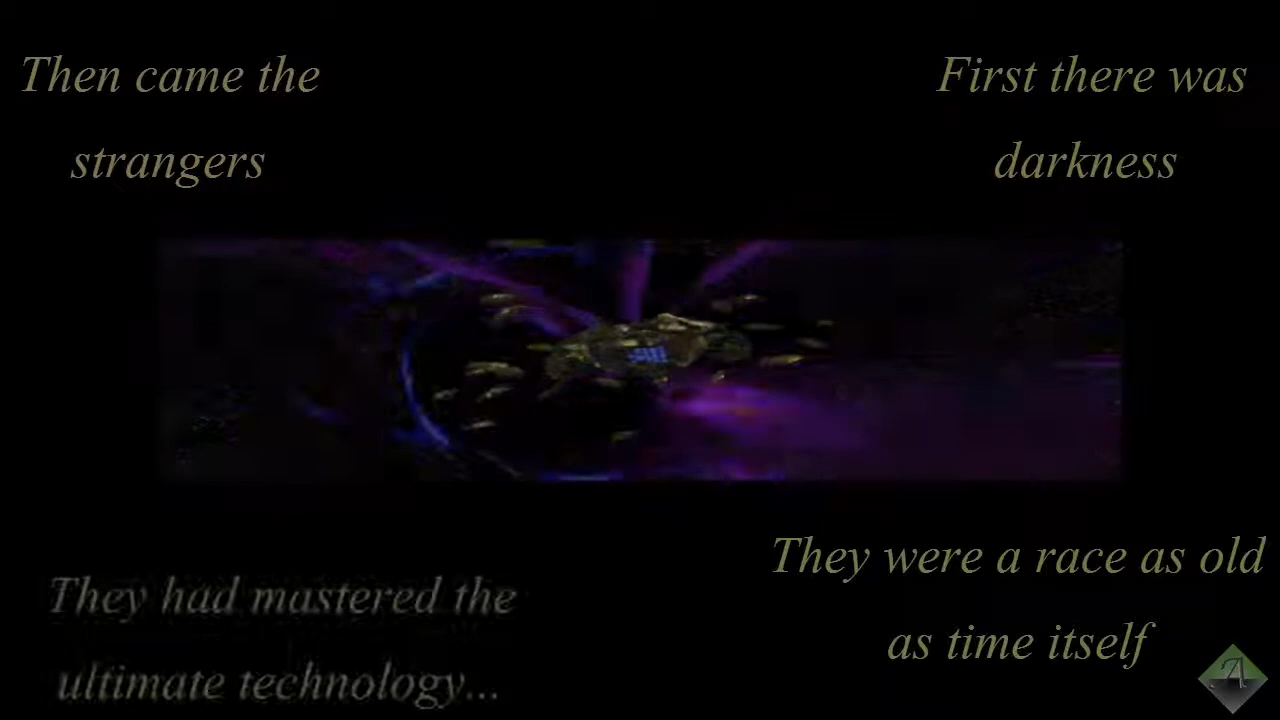 Then came the
strangers
First there was
darkness
They were a race as old
as time itself
They had mastered the
ultimate technology...
A